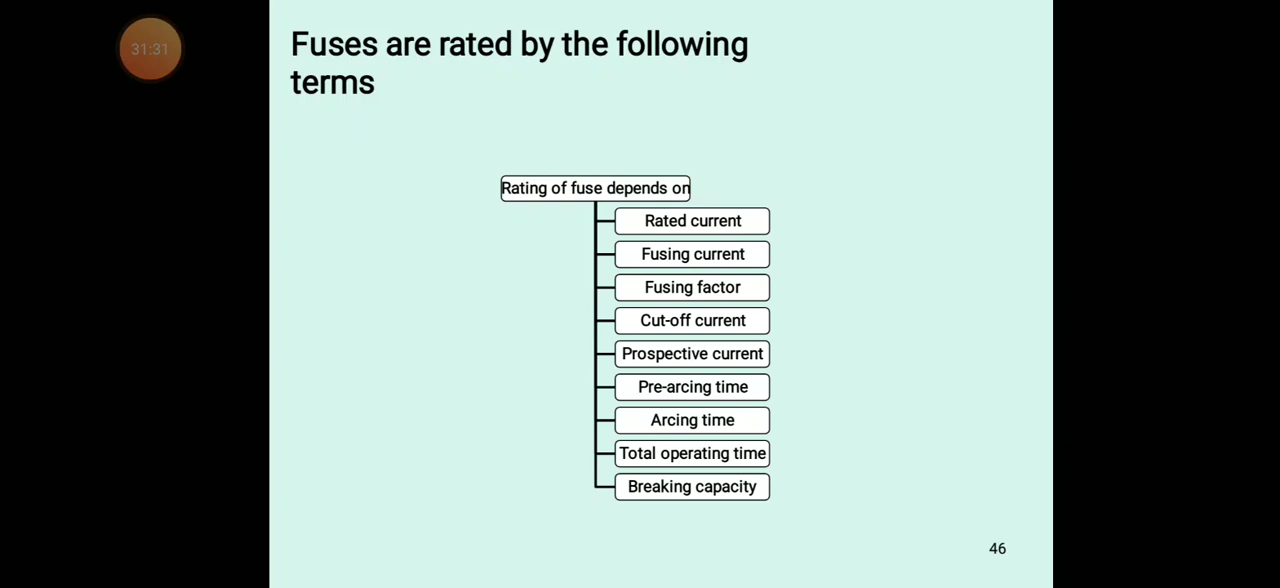 31:31
Fuses are rated by the following
terms
Rating of fuse depends on
Rated current
Fusing current
Fusing factor
Cut-off current
Prospective current
Pre-arcing time
Arcing time
Total operating time
Breaking capacity
46